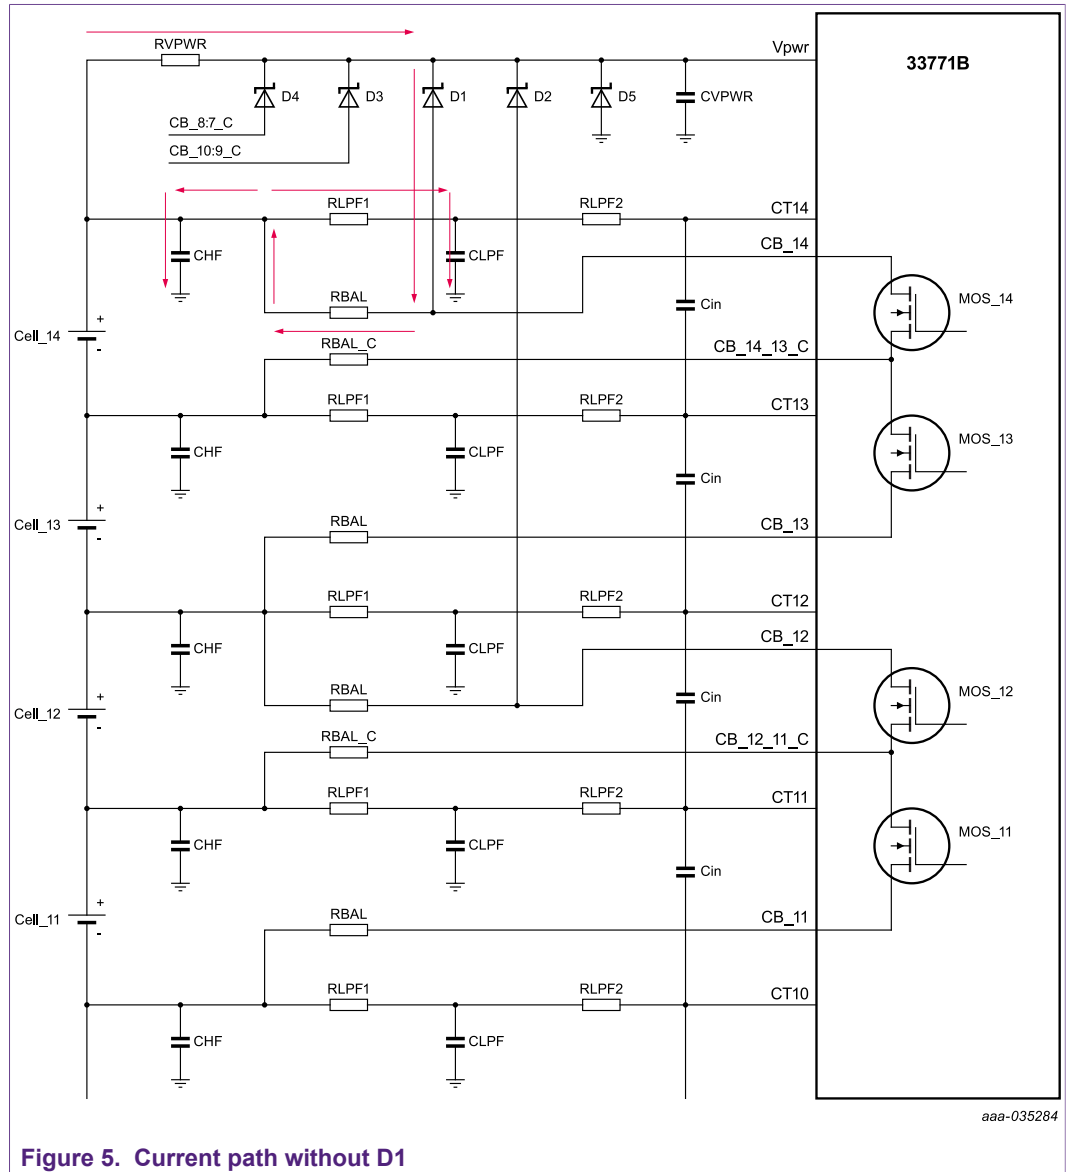 RVPWR
Vpwr
33771B
D4
D3
D1
D2
D5
CVPWR
CB_8:7_C
CB_10:9_C
RLPF1
RLPF2
CT14
CB_14
CHF
CLPF
MOS_14
RBAL
Cin
Cell_14
+
-
RBAL_C
CB_14_13_C
RLPF1
RLPF2
CT13
MOS_13
CHF
CLPF
Cin
Cell_13
+
-
RBAL
CB_13
RLPF1
RLPF2
CT12
CB_12
CHF
CLPF
MOS_12
RBAL
Cin
Cell_12
+
-
RBAL_C
CB_12_11_C
RLPF1
RLPF2
CT11
MOS_11
CHF
CLPF
Cin
Cell_11
+
-
RBAL
CB_11
RLPF1
RLPF2
CT10
CHF
CLPF
aaa-035284
Figure 5. Current path without D1